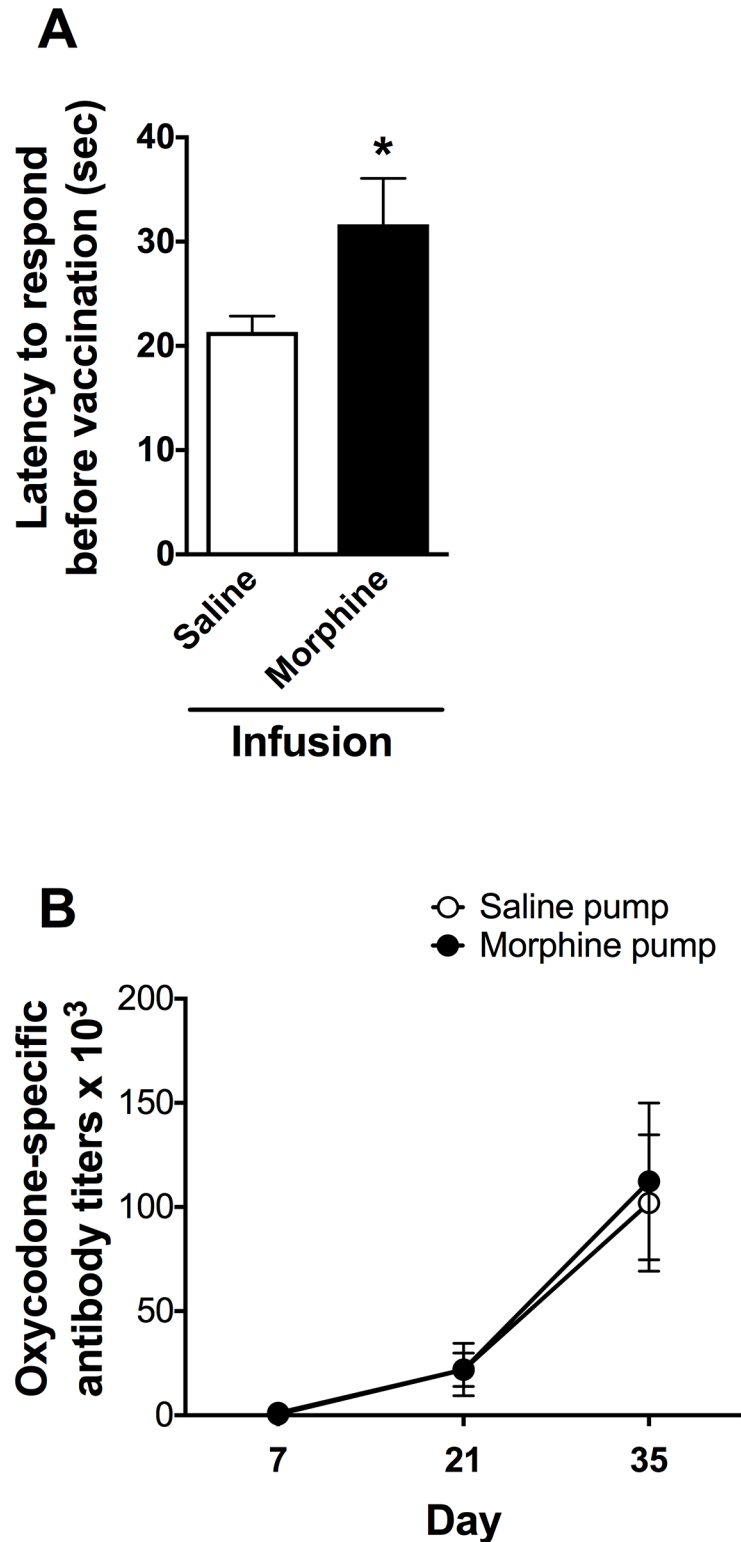 A
Latency to respond
before vaccination (sec)
40
30
20
10
0
*
Saline
Morphine
Infusion
B
Saline pump
Morphine pump
Oxycodone-specific
antibody titers x 10³
200
150
100
50
0
7 21 35
Day